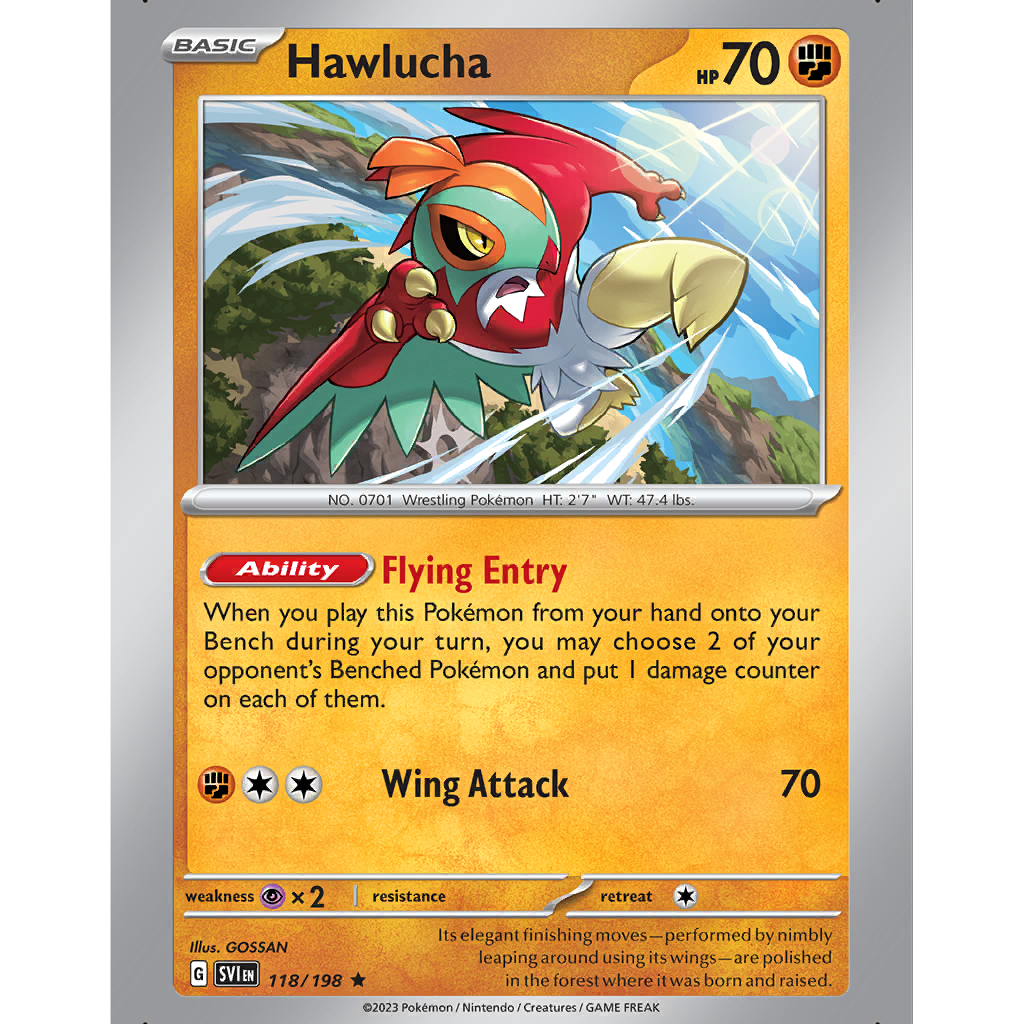 BASIC
Hawlucha
HP 70
NO. 0701 Wrestling Pokémon HT: 2'7" WT: 47.4 lbs.
Ability Flying Entry
When you play this Pokémon from your hand onto your
Bench during your turn, you may choose 2 of your
opponent's Benched Pokémon and put 1 damage counter
on each of them.
Wing Attack 70
weakness ×2 resistance retreat
Its elegant finishing moves—performed by nimbly
leaping around using its wings—are polished
in the forest where it was born and raised.
Illus. GOSSAN
G SVI EN 118/198 ★
©2023 Pokémon / Nintendo / Creatures / GAME FREAK